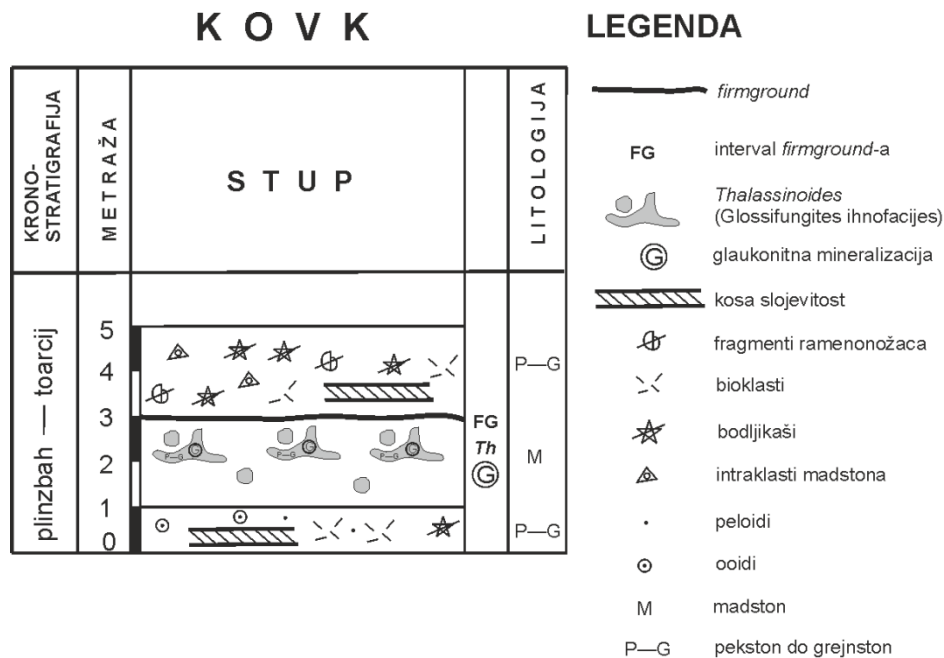 K O V K
KRONO-
STRATIGRAFIJA
METRAŽA
S T U P
LITOLOGIJA
plinzbah — toarcij
5
4
3
2
1
0
P—G
FG
Th
G
M
P—G
P—G
G
P—G
G
P—G
G
LEGENDA
firmground
FG interval firmground-a
Thalassinoides
(Glossifungites ihnofacijes)
G glaukonitna mineralizacija
kosa slojevitost
fragmenti ramenonožaca
bioklasti
bodljikaši
intraklasti madstona
peloidi
ooidi
M madston
P—G pekston do grejnston